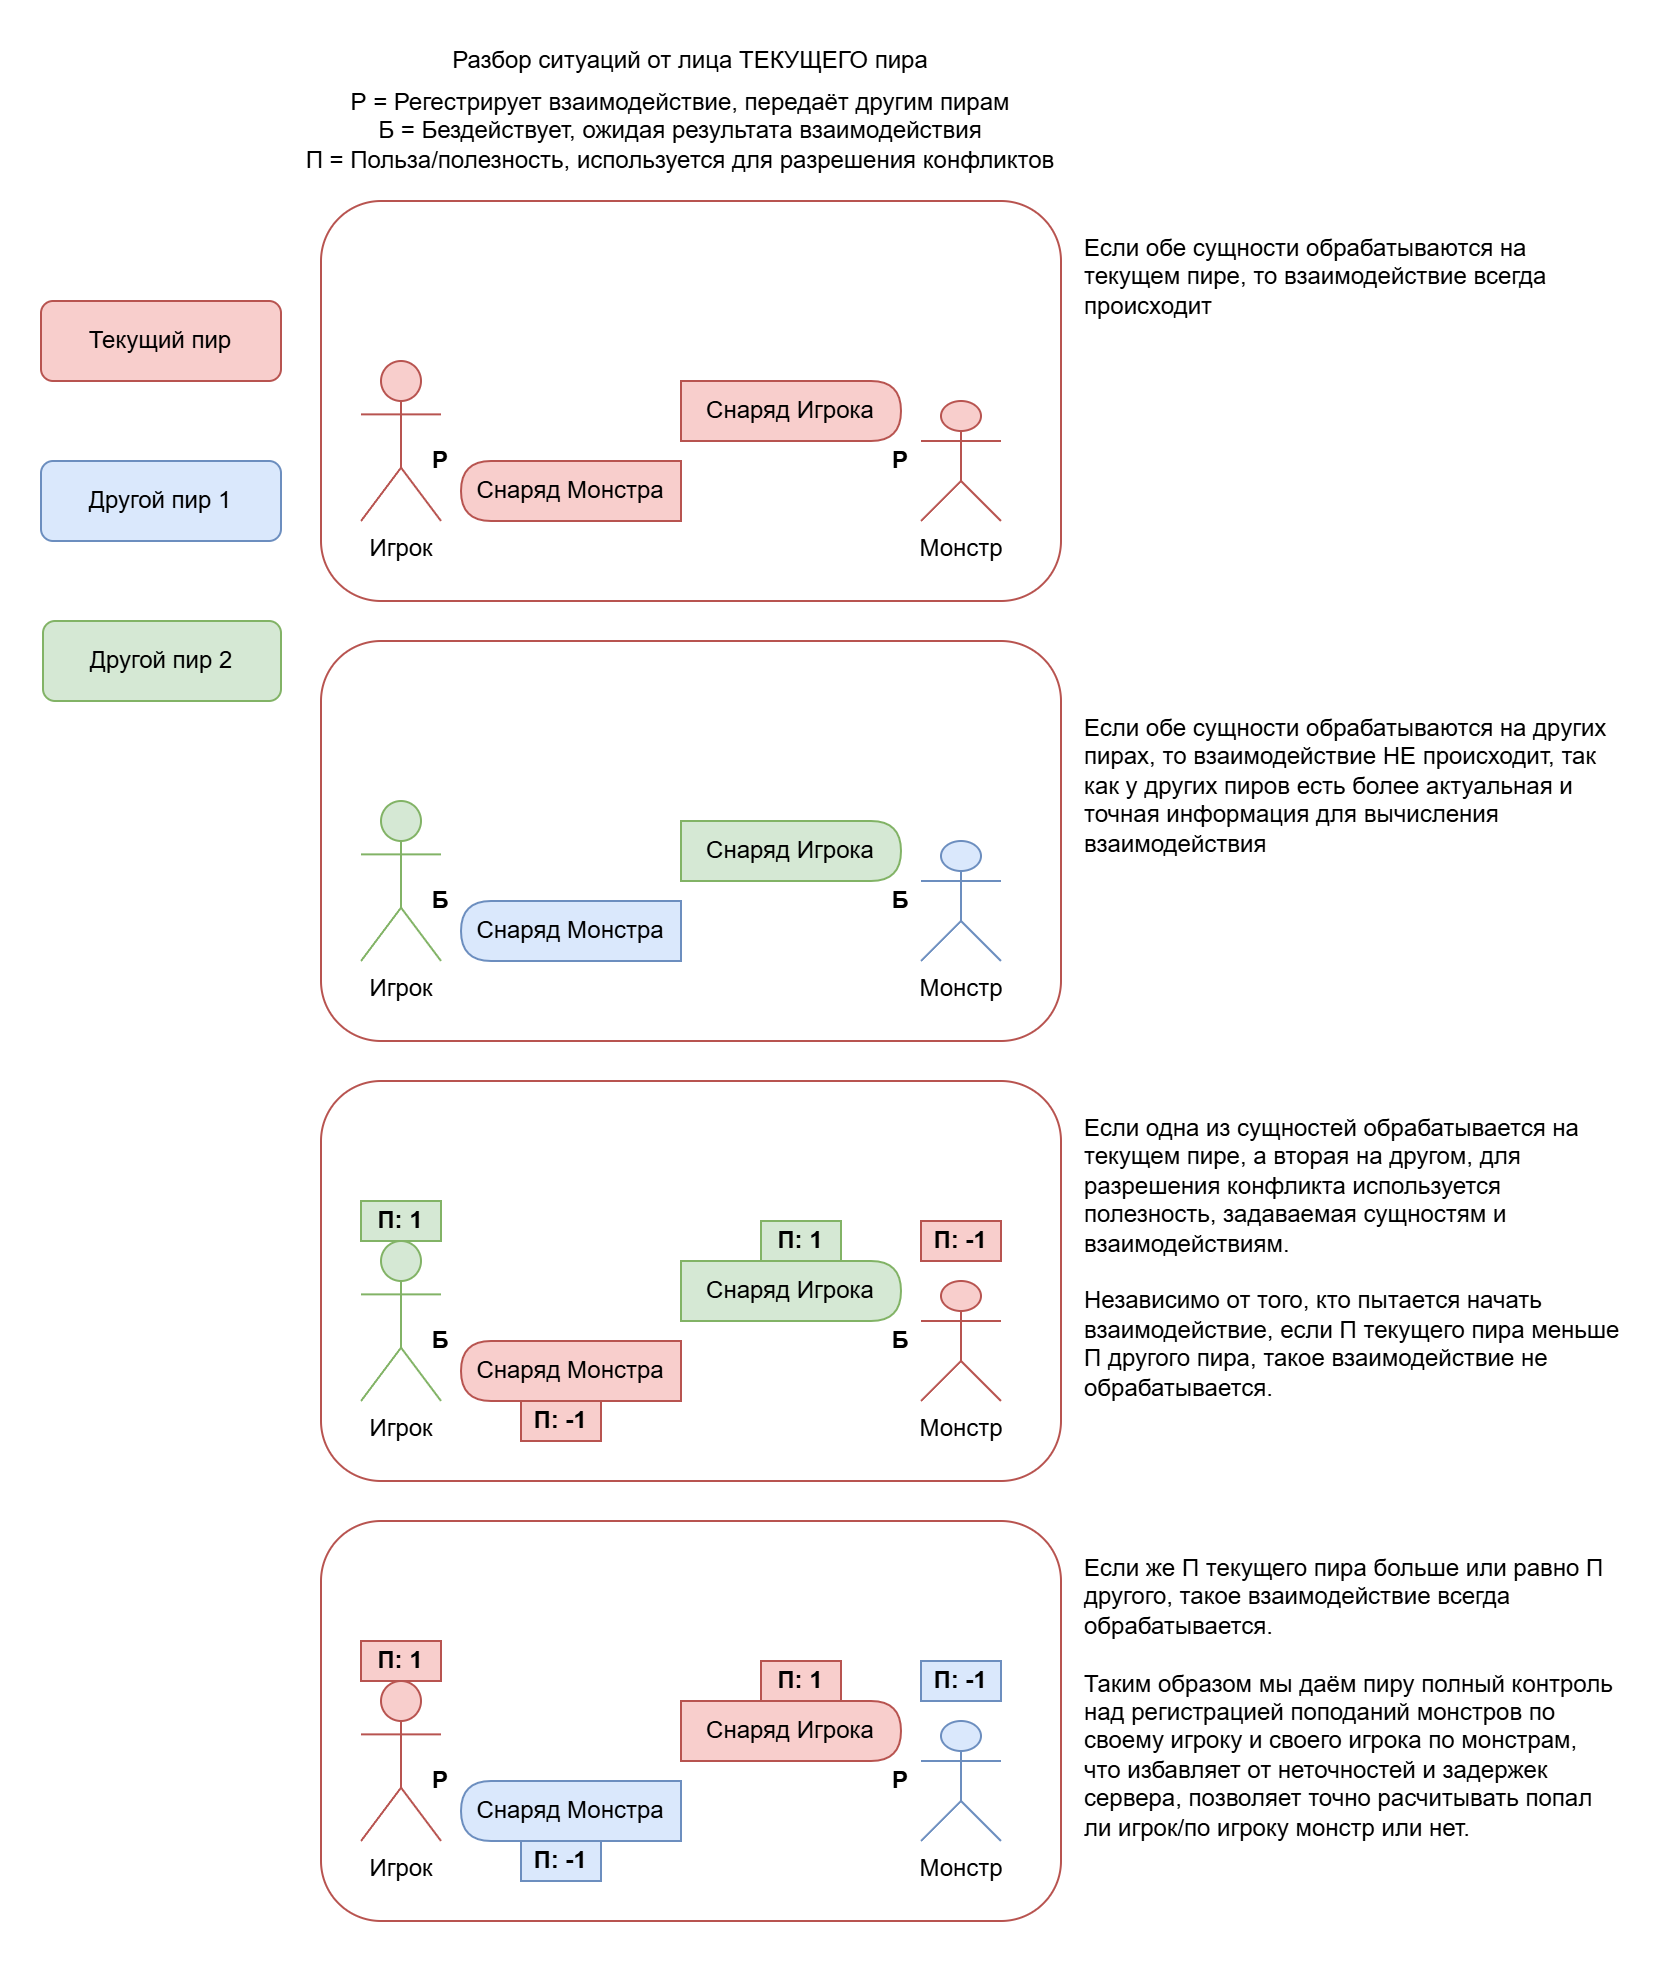 Разбор ситуаций от лица ТЕКУЩЕГО пира
Р = Регестрирует взаимодействие, передаёт другим пирам
Б = Бездействует, ожидая результата взаимодействия
П = Польза/полезность, используется для разрешения конфликтов
Текущий пир
Другой пир 1
Другой пир 2
Снаряд Игрока
Р
Р
Снаряд Монстра
Игрок
Монстр
Если обе сущности обрабатываются на
текущем пире, то взаимодействие всегда
происходит
Снаряд Игрока
Б
Б
Снаряд Монстра
Игрок
Монстр
Если обе сущности обрабатываются на других
пирах, то взаимодействие НЕ происходит, так
как у других пиров есть более актуальная и
точная информация для вычисления
взаимодействия
П: 1
П: 1
П: -1
Снаряд Игрока
Б
Б
Снаряд Монстра
П: -1
Игрок
Монстр
Если одна из сущностей обрабатывается на
текущем пире, а вторая на другом, для
разрешения конфликта используется
полезность, задаваемая сущностям и
взаимодействиям.
Независимо от того, кто пытается начать
взаимодействие, если П текущего пира меньше
П другого пира, такое взаимодействие не
обрабатывается.
П: 1
П: 1
П: -1
Снаряд Игрока
Р
Р
Снаряд Монстра
П: -1
Игрок
Монстр
Если же П текущего пира больше или равно П
другого, такое взаимодействие всегда
обрабатывается.
Таким образом мы даём пиру полный контроль
над регистрацией поподаний монстров по
своему игроку и своего игрока по монстрам,
что избавляет от неточностей и задержек
сервера, позволяет точно расчитывать попал
ли игрок/по игроку монстр или нет.